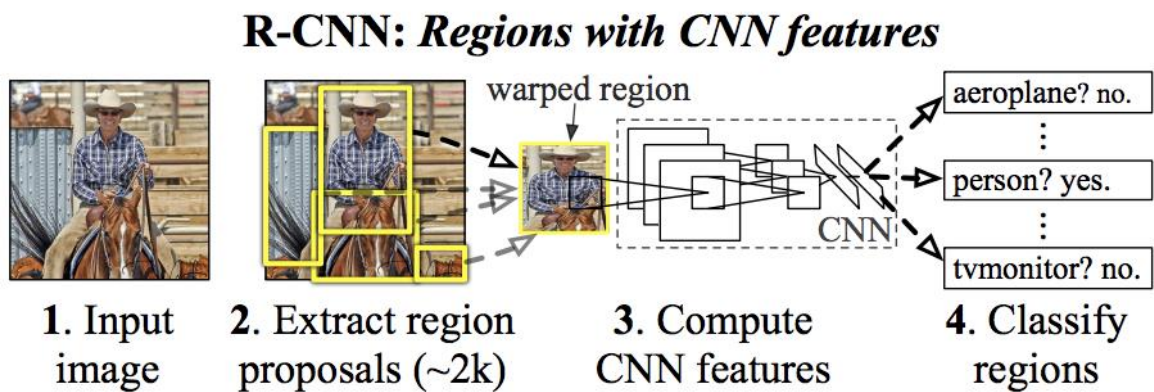 R-CNN: Regions with CNN features
warped region
aeroplane? no.
person? yes.
CNN
tvmonitor? no.
1. Input
image
2. Extract region
proposals (~2k)
3. Compute
CNN features
4. Classify
regions